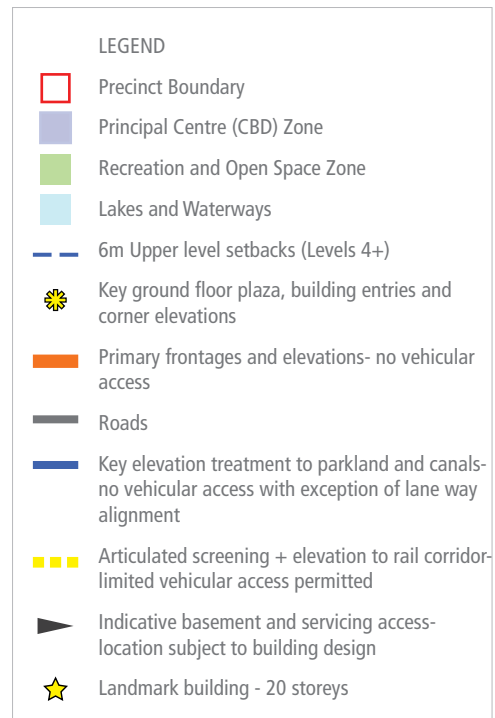 LEGEND
Precinct Boundary
Principal Centre (CBD) Zone
Recreation and Open Space Zone
Lakes and Waterways
6m Upper level setbacks (Levels 4+)
Key ground floor plaza, building entries and
corner elevations
Primary frontages and elevations- no vehicular
access
Roads
Key elevation treatment to parkland and canals-
no vehicular access with exception of lane way
alignment
Articulated screening + elevation to rail corridor-
limited vehicular access permitted
Indicative basement and servicing access-
location subject to building design
Landmark building - 20 storeys